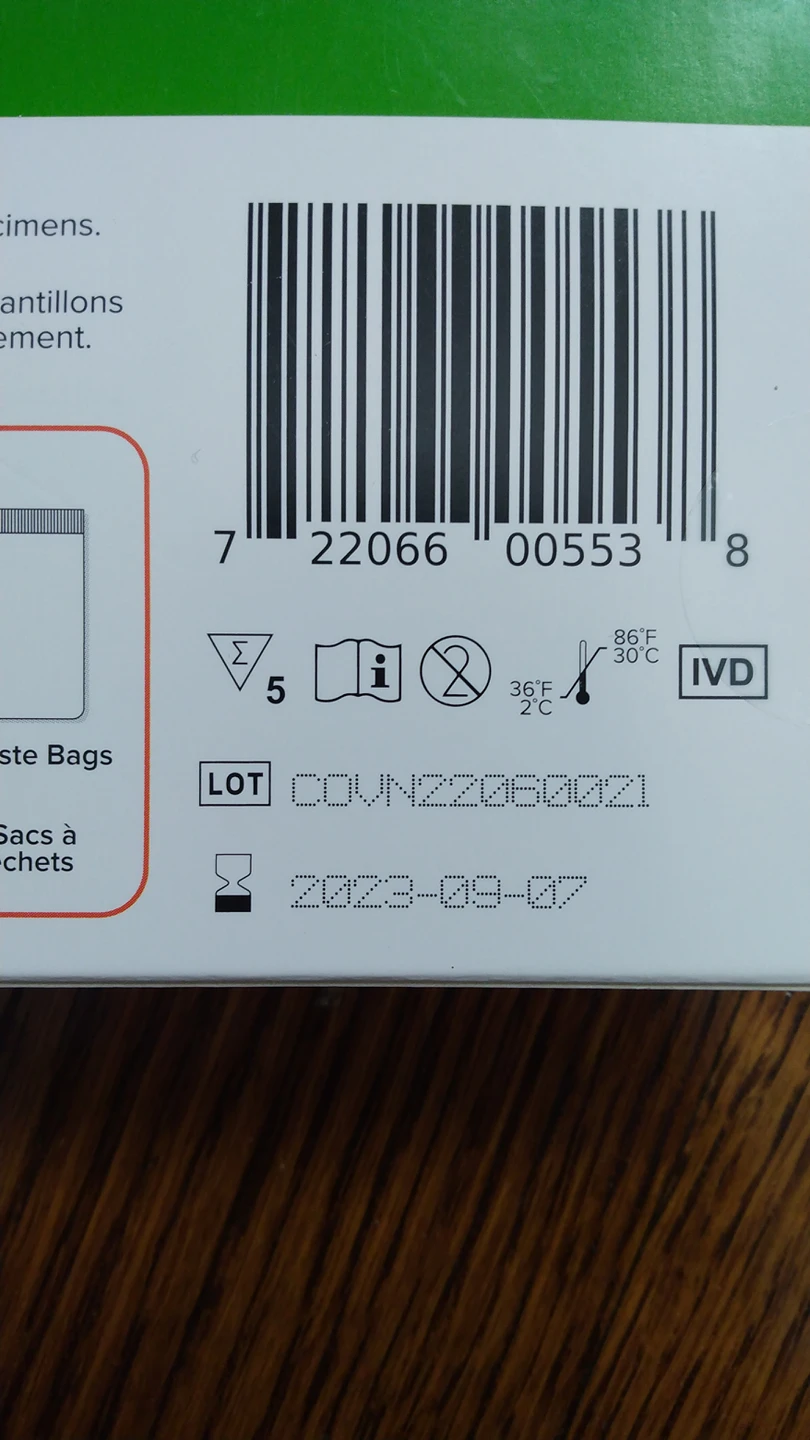 cimens.
antillons
ement.
7 22066 00553 8
Σ 5
i
2
86°F
30°C
36°F
2°C
IVD
LOT COVN22060021
2023-09-07
ste Bags
Sacs à
chets